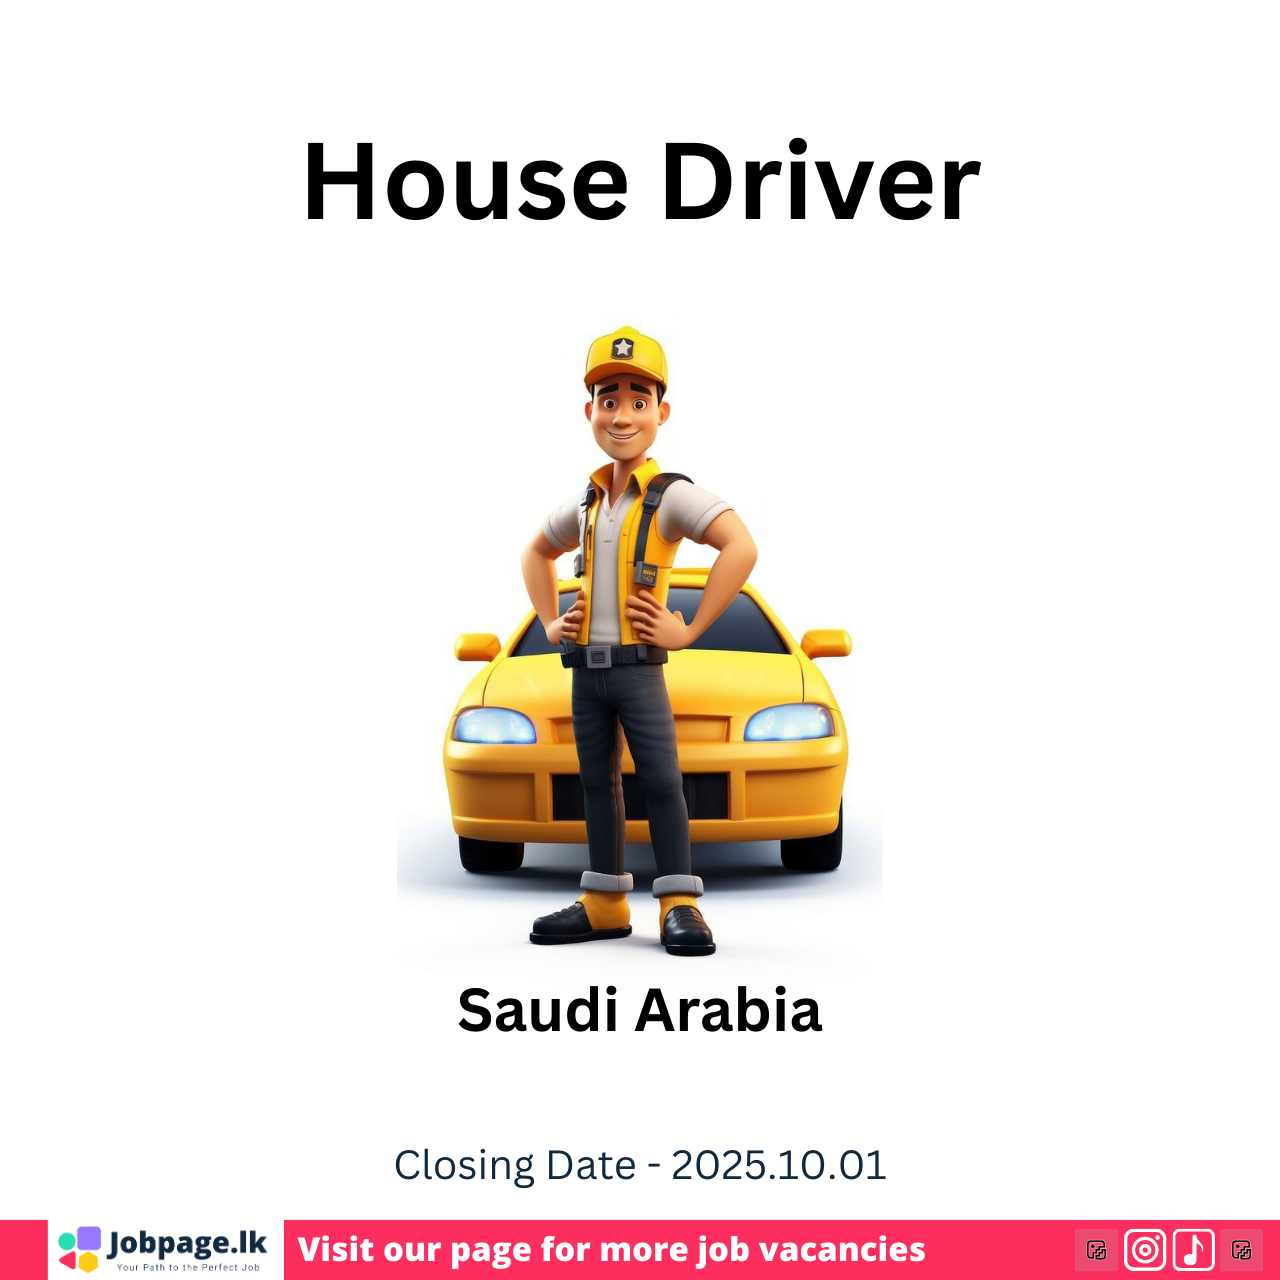 House Driver
Saudi Arabia
Closing Date - 2025.10.01
Jobpage.lk
Your Path to the Perfect Job
Visit our page for more job vacancies